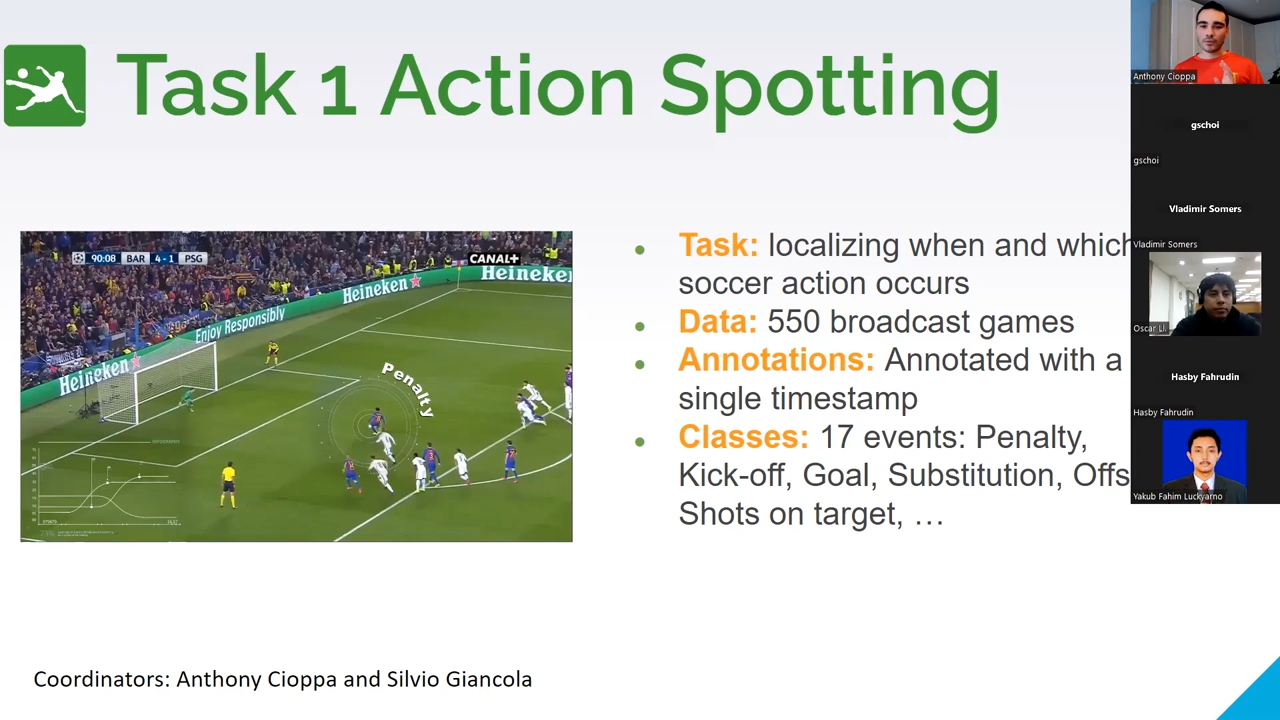 Task 1 Action Spotting
90:08 BAR 4-1 PSG
CANAL+
Heineken
Heineken
Enjoy Responsibly
Heineken
Penalty
• Task: localizing when and which
soccer action occurs
• Data: 550 broadcast games
• Annotations: Annotated with a
single timestamp
• Classes: 17 events: Penalty,
Kick-off, Goal, Substitution, Offs
Shots on target, …
Coordinators: Anthony Cioppa and Silvio Giancola
Anthony Cioppa
gschoi
gschoi
Vladimir Somers
Vladimir Somers
Oscar Ll.
Hasby Fahrudin
Hasby Fahrudin
Yakub Fahim Luckyarno